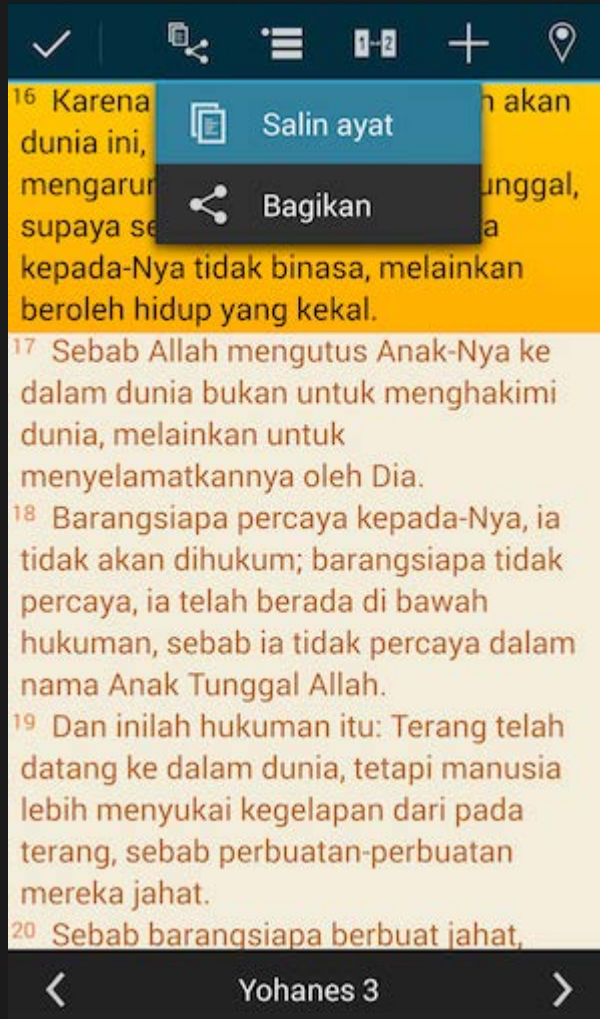 1-2
Salin ayat
Bagikan
16 Karena akan
dunia ini,
tunggal,
supaya
kepada-Nya tidak binasa, melainkan
beroleh hidup yang kekal.
17 Sebab Allah mengutus Anak-Nya ke
dalam dunia bukan untuk menghakimi
dunia, melainkan untuk
menyelamatkannya oleh Dia.
18 Barangsiapa percaya kepada-Nya, ia
tidak akan dihukum; barangsiapa tidak
percaya, ia telah berada di bawah
hukuman, sebab ia tidak percaya dalam
nama Anak Tunggal Allah.
19 Dan inilah hukuman itu: Terang telah
datang ke dalam dunia, tetapi manusia
lebih menyukai kegelapan dari pada
terang, sebab perbuatan-perbuatan
mereka jahat.
20 Sebab barangsiapa berbuat jahat,
Yohanes 3